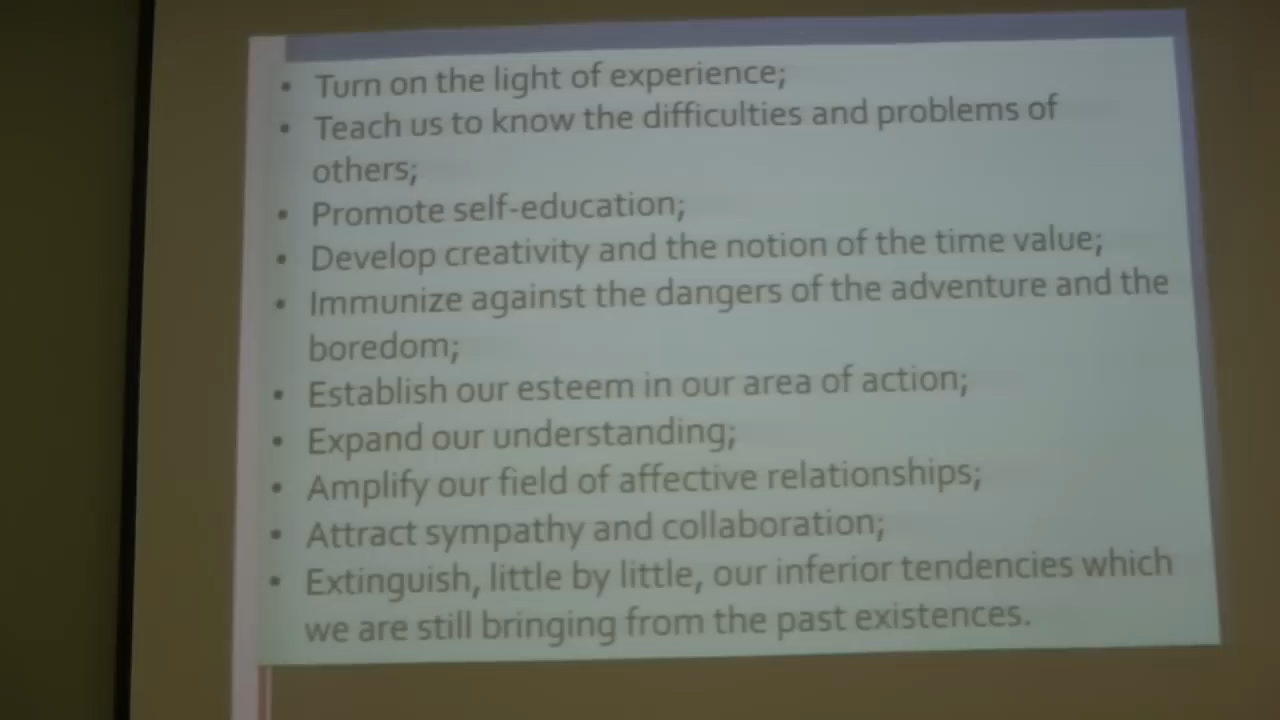 • Turn on the light of experience;
• Teach us to know the difficulties and problems of
others;
• Promote self-education;
• Develop creativity and the notion of the time value;
• Immunize against the dangers of the adventure and the
boredom;
• Establish our esteem in our area of action;
• Expand our understanding;
• Amplify our field of affective relationships;
• Attract sympathy and collaboration;
• Extinguish, little by little, our inferior tendencies which
we are still bringing from the past existences.